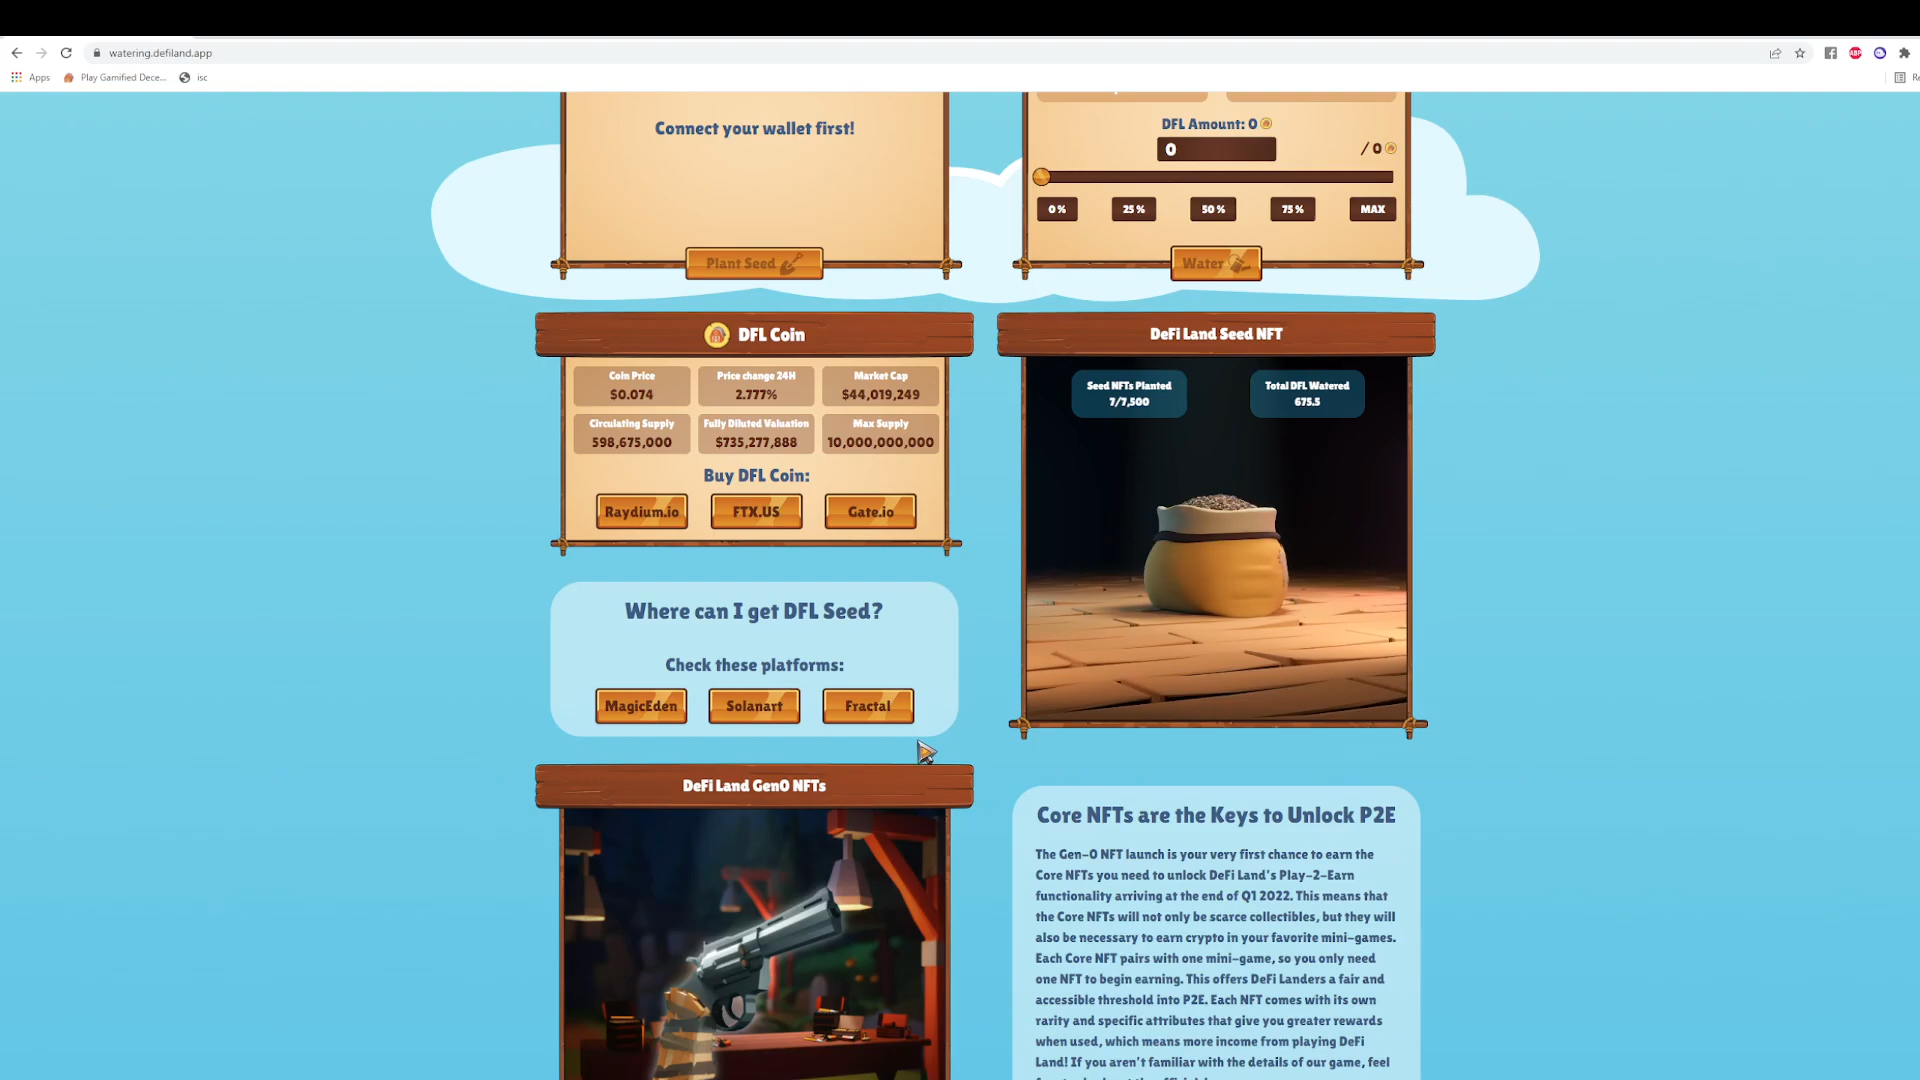 watering.defiland.app
Apps
Play Gamified Dece...
isc
Connect your wallet first!
Plant Seed
DFL Amount: 0
0
/ 0
0 %
25 %
50 %
75 %
MAX
Water
DFL Coin
Coin Price
$0.074
Price change 24H
2.777%
Market Cap
$44,019,249
Circulating Supply
598,675,000
Fully Diluted Valuation
$735,277,888
Max Supply
10,000,000,000
Buy DFL Coin:
Raydium.io
FTX.US
Gate.io
DeFi Land Seed NFT
Seed NFTs Planted
7/7,500
Total DFL Watered
675.5
Where can I get DFL Seed?
Check these platforms:
MagicEden
Solanart
Fractal
DeFi Land Gen0 NFTs
Core NFTs are the Keys to Unlock P2E
The Gen-0 NFT launch is your very first chance to earn the
Core NFTs you need to unlock DeFi Land's Play-2-Earn
functionality arriving at the end of Q1 2022. This means that
the Core NFTs will not only be scarce collectibles, but they will
also be necessary to earn crypto in your favorite mini-games.
Each Core NFT pairs with one mini-game, so you only need
one NFT to begin earning. This offers DeFi Landers a fair and
accessible threshold into P2E. Each NFT comes with its own
rarity and specific attributes that give you greater rewards
when used, which means more income from playing DeFi
Land! If you aren't familiar with the details of our game, feel